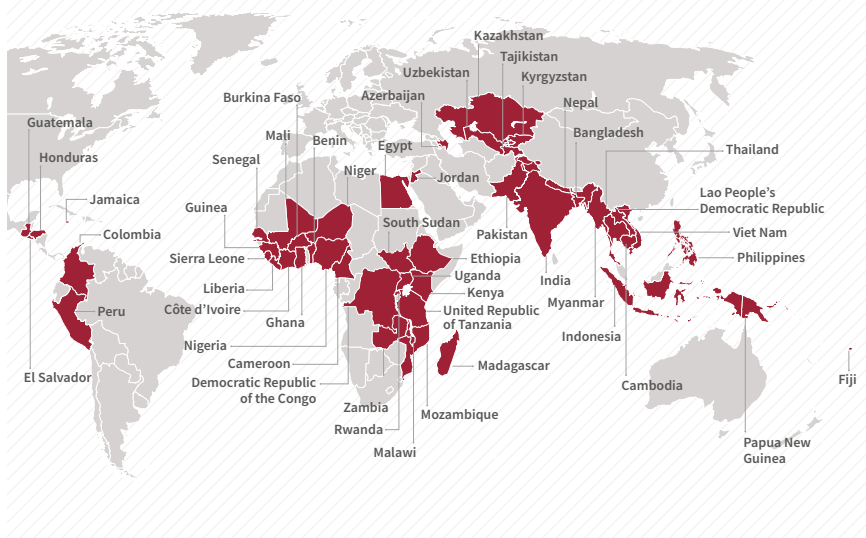 Kazakhstan
Tajikistan
Uzbekistan
Kyrgyzstan
Azerbaijan
Burkina Faso
Nepal
Guatemala
Bangladesh
Mali
Benin
Egypt
Thailand
Honduras
Senegal
Niger
Jordan
Lao People's
Democratic Republic
Jamaica
Guinea
South Sudan
Colombia
Pakistan
Viet Nam
Sierra Leone
Ethiopia
Philippines
Uganda
India
Liberia
Kenya
Myanmar
Côte d'Ivoire
Peru
United Republic
of Tanzania
Ghana
Indonesia
Nigeria
Cameroon
Madagascar
El Salvador
Fiji
Democratic Republic
of the Congo
Cambodia
Zambia
Mozambique
Rwanda
Papua New
Guinea
Malawi